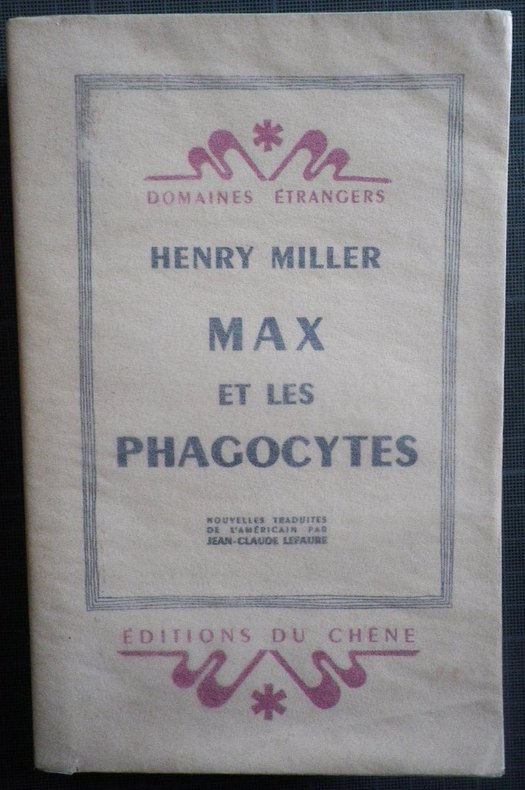 DOMAINES ÉTRANGERS
HENRY MILLER
MAX
ET LES
PHAGOCYTES
NOUVELLES TRADUITES
DE L'AMÉRICAIN PAR
JEAN-CLAUDE LEFAURE
ÉDITIONS DU CHÊNE